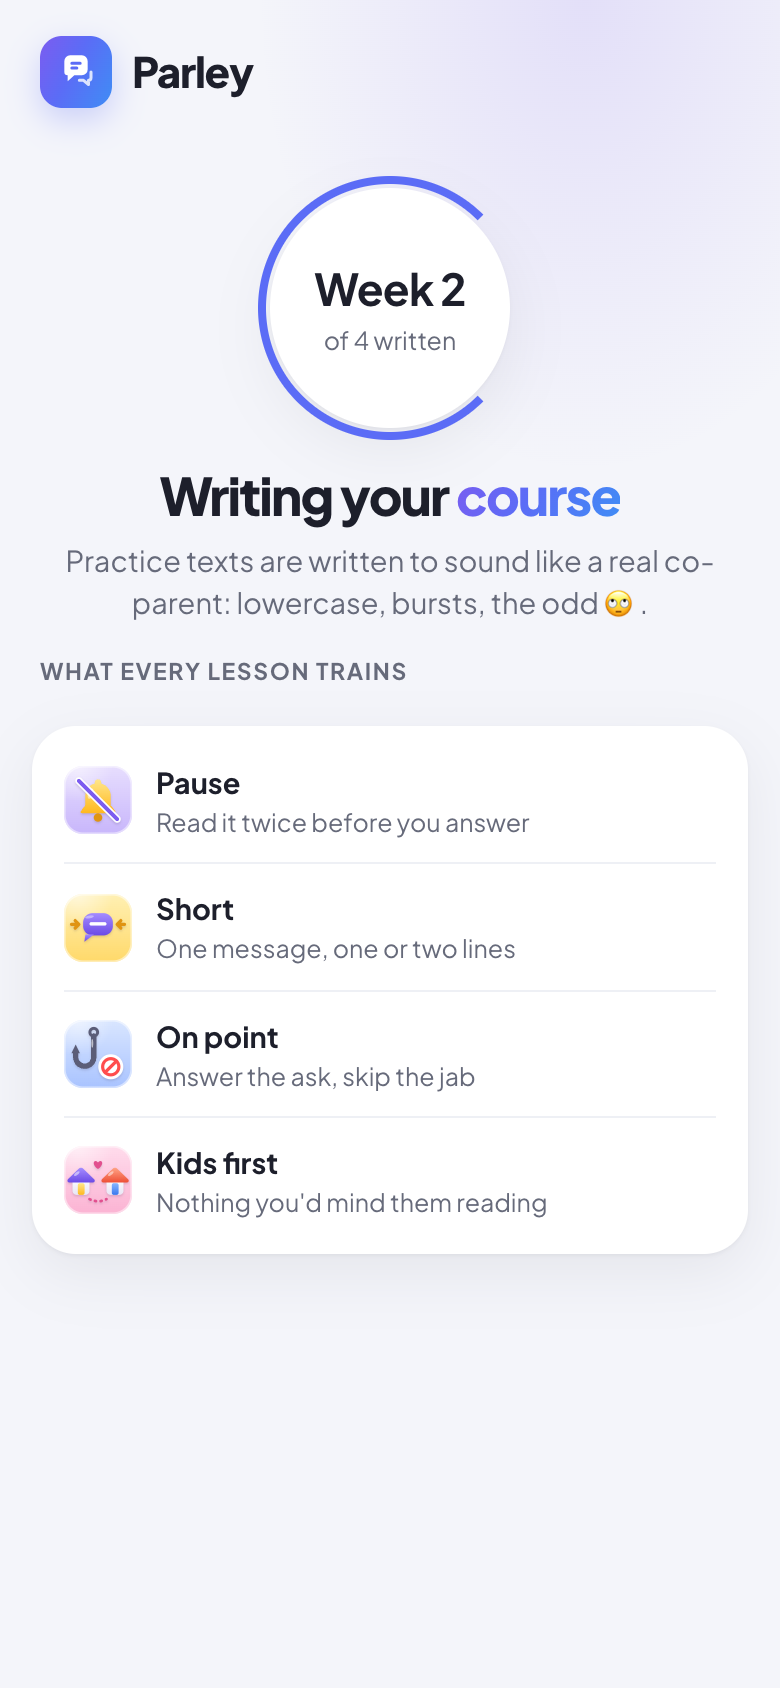 Parley
Week 2
of 4 written
Writing your course
Practice texts are written to sound like a real co-
parent: lowercase, bursts, the odd 🙄 .
WHAT EVERY LESSON TRAINS
Pause
Read it twice before you answer
Short
One message, one or two lines
On point
Answer the ask, skip the jab
Kids first
Nothing you'd mind them reading